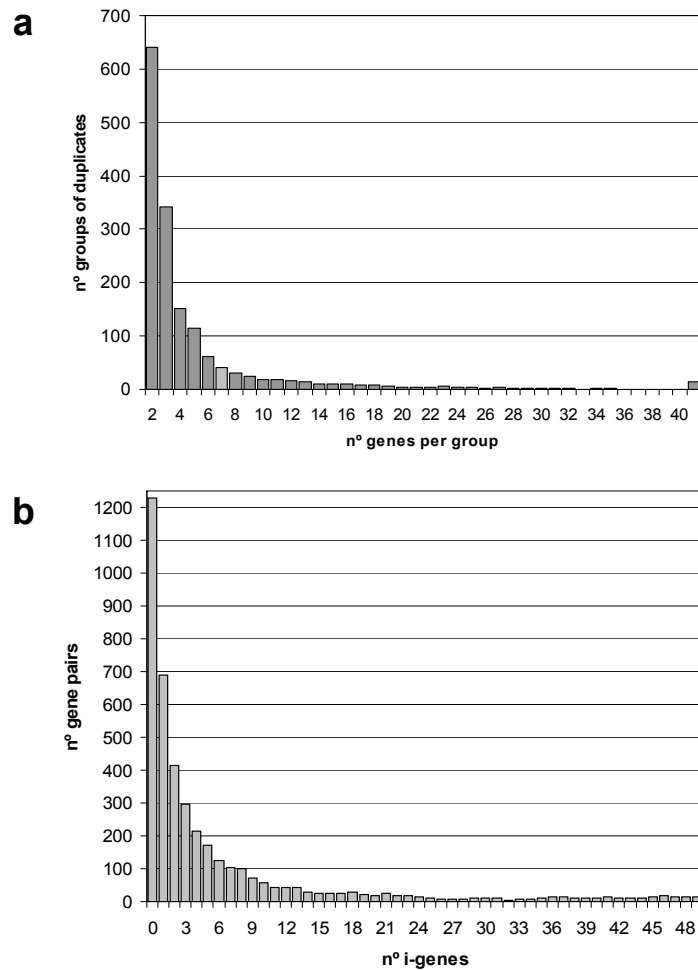 a
700
600
500
400
300
200
100
0
nº groups of duplicates
2 4 6 8 10 12 14 16 18 20 22 24 26 28 30 32 34 36 38 40
nº genes per group
b
1200
1100
1000
900
800
700
600
500
400
300
200
100
0
nº gene pairs
0 3 6 9 12 15 18 21 24 27 30 33 36 39 42 45 48
nº i-genes